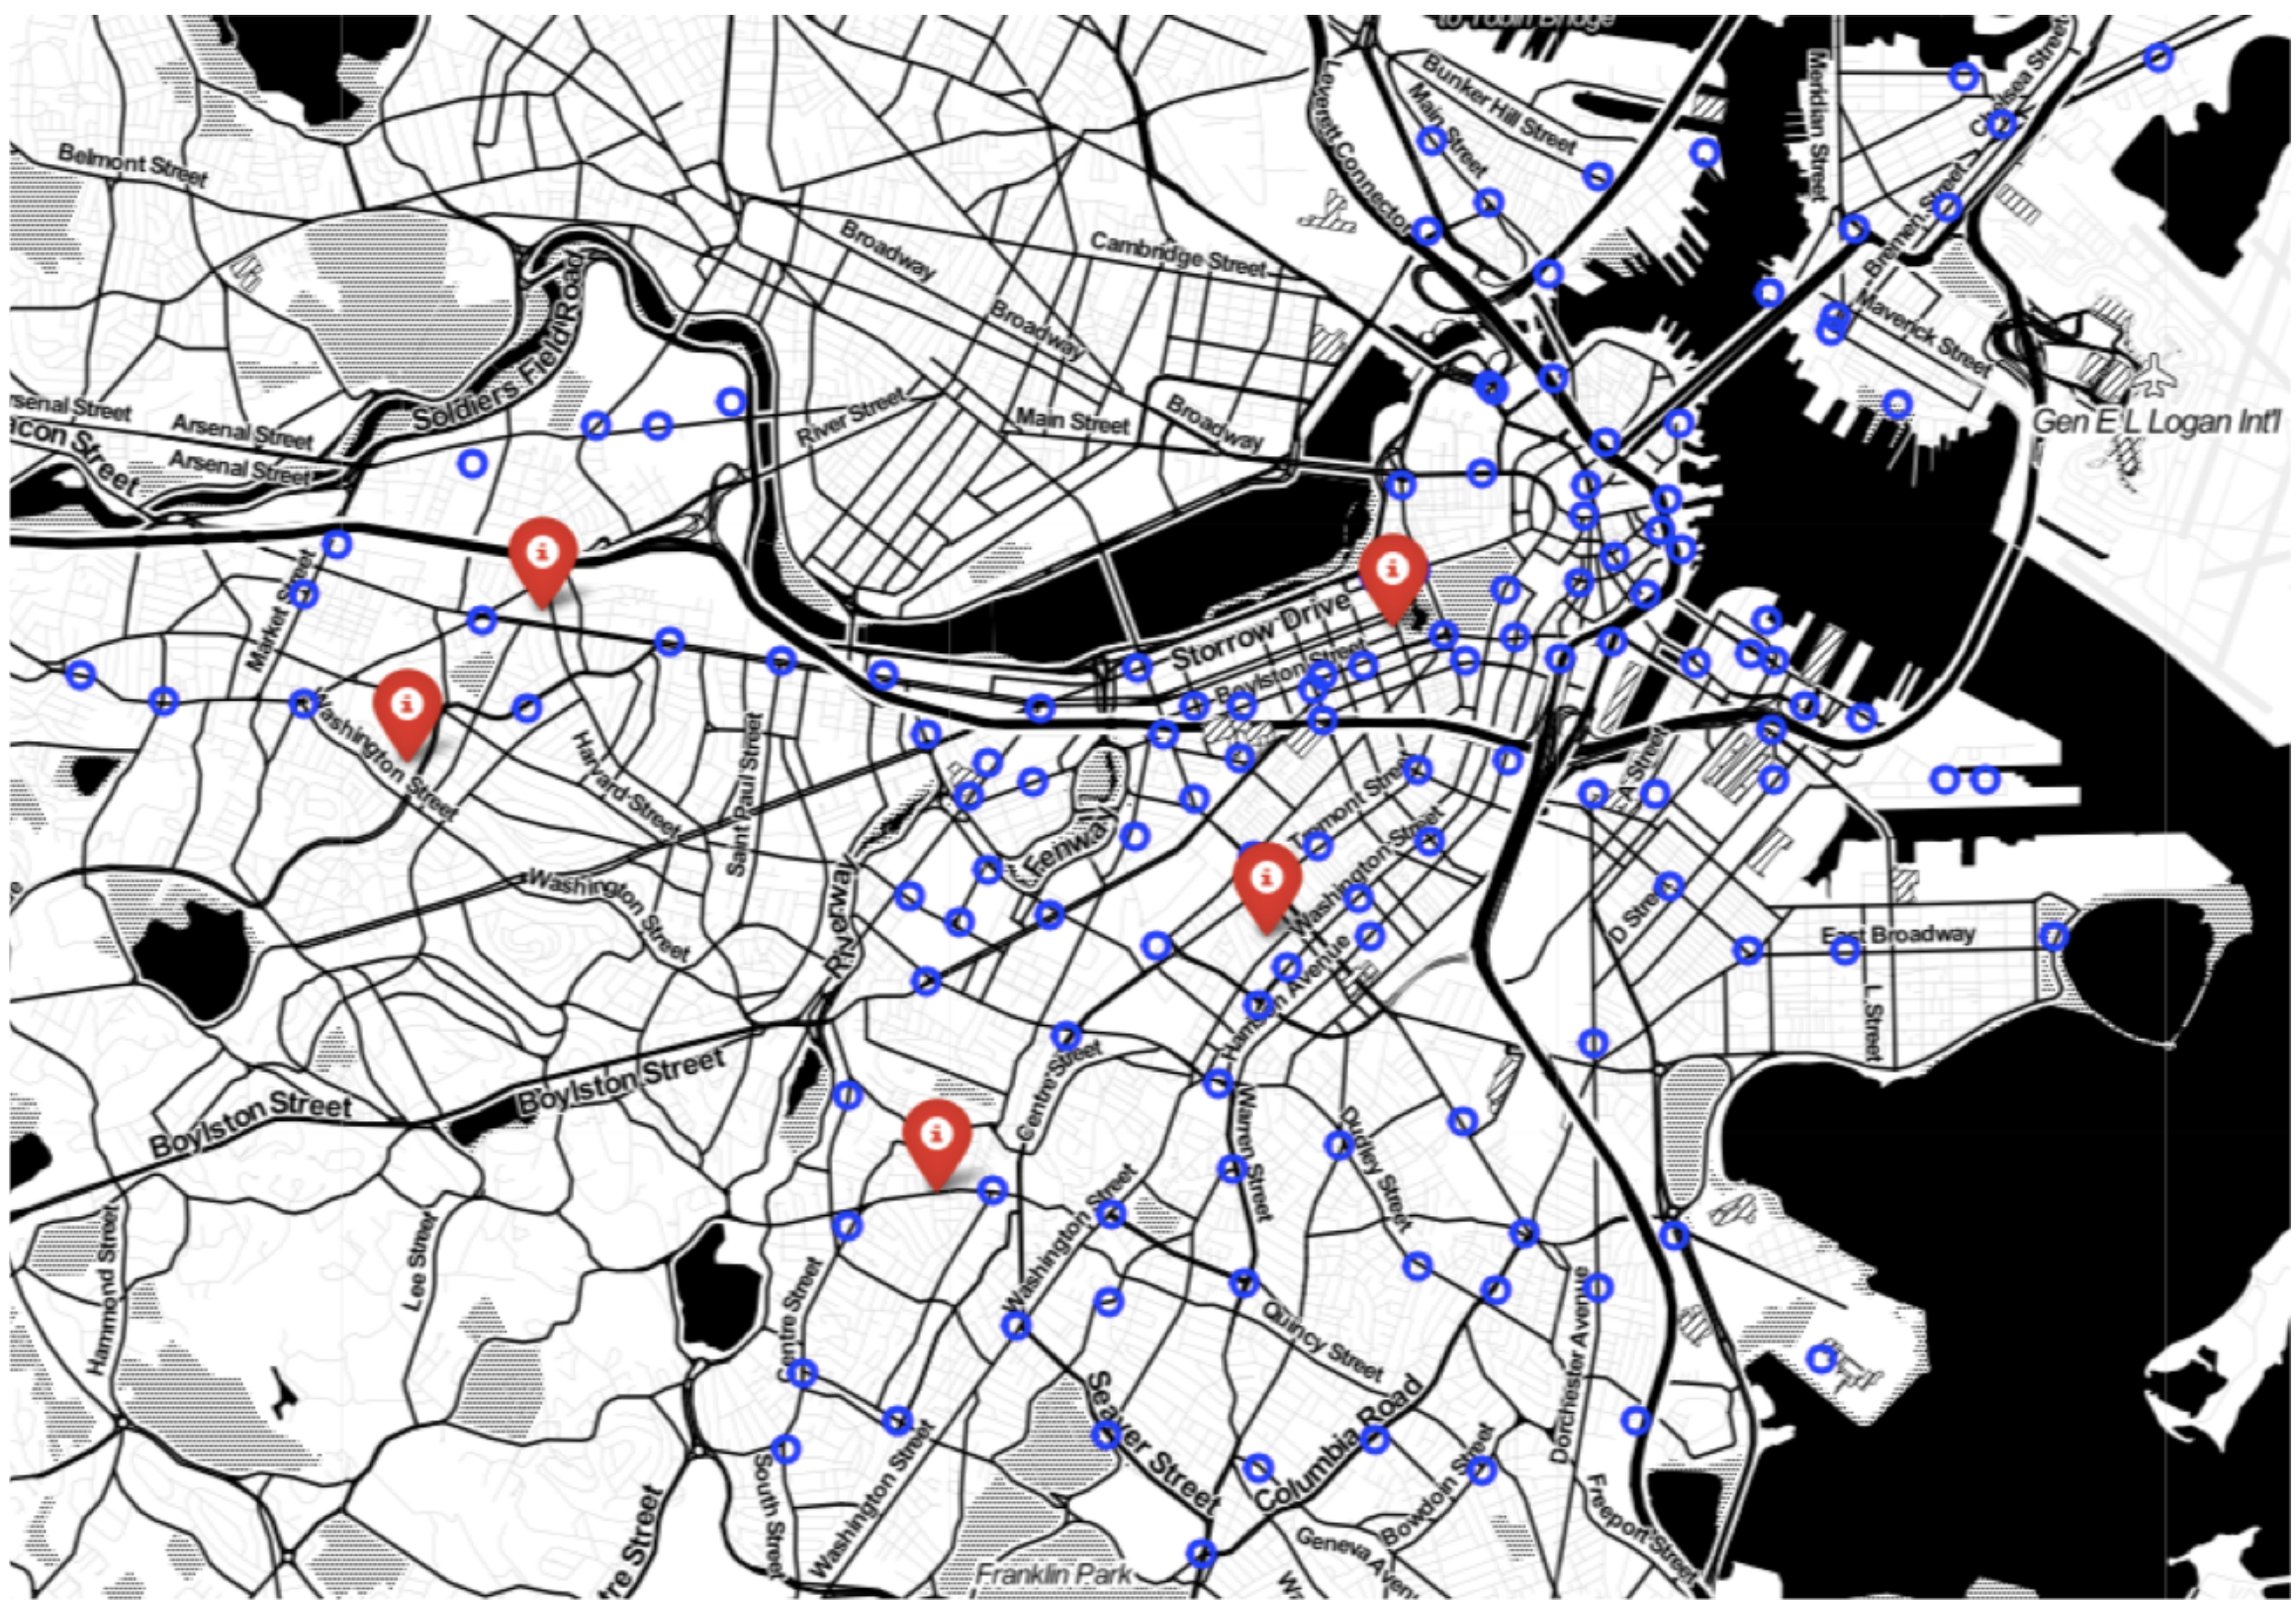 to Tobin Bridge
Bunker Hill Street
Main Street
Leverett Connector
Meridian Street
Chelsea Street
Belmont Street
Broadway
Cambridge Street
Bremen Street
Soldiers Field Road
Broadway
Maverick Street
Arsenal Street
Main Street
Broadway
River Street
Gen E L Logan Int'l
Arsenal Street
Market Street
Storrow Drive
Boylston Street
Washington Street
Harvard Street
Saint Paul Street
A Street
Tremont Street
Fenway
Washington Street
Washington Street
Riverway
D Street
East Broadway
Harrison Avenue
L Street
Centre Street
Boylston Street
Boylston Street
Warren Street
Dudley Street
Washington Street
Hammond Street
Lee Street
Centre Street
Quincy Street
Dorchester Avenue
Seaver Street
Columbia Road
Bowdoin Street
South Street
Washington Street
Freeport Street
Franklin Park